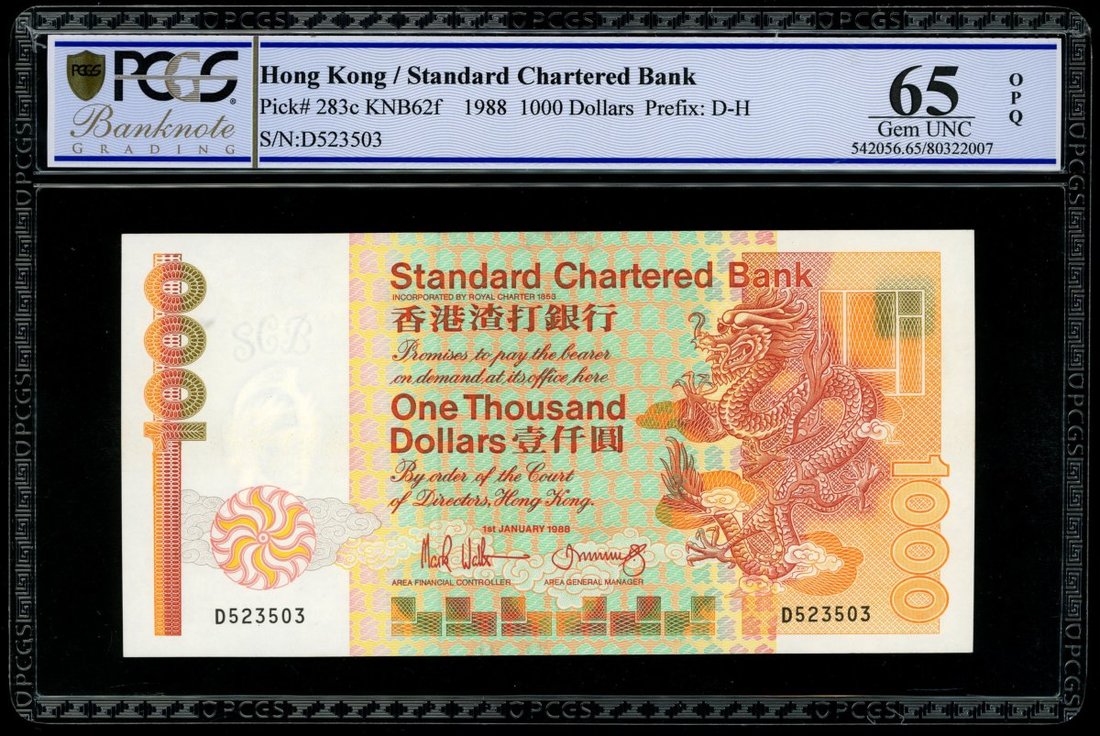 PCGS
Banknote
GRADING
Hong Kong / Standard Chartered Bank
Pick# 283c KNB62f 1988 1000 Dollars Prefix: D-H
S/N:D523503
65
Gem UNC
542056.65/80322007
OPQ
1000
SCB
Standard Chartered Bank
INCORPORATED BY ROYAL CHARTER 1853
香港渣打銀行
Promises to pay the bearer
on demand at its office here
One Thousand
Dollars 壹仟圓
By order of the Court
of Directors, Hong Kong.
1st JANUARY 1988
AREA FINANCIAL CONTROLLER AREA GENERAL MANAGER
D523503 D523503
1000